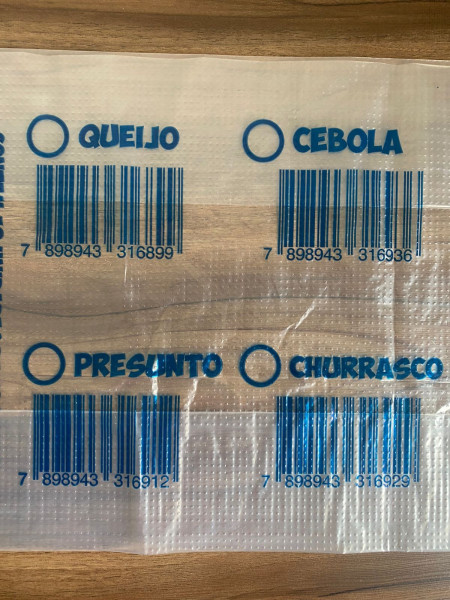 QUEIJO
7 898943 316899
CEBOLA
7 898943 316936
PRESUNTO
7 898943 316912
CHURRASCO
7 898943 316929